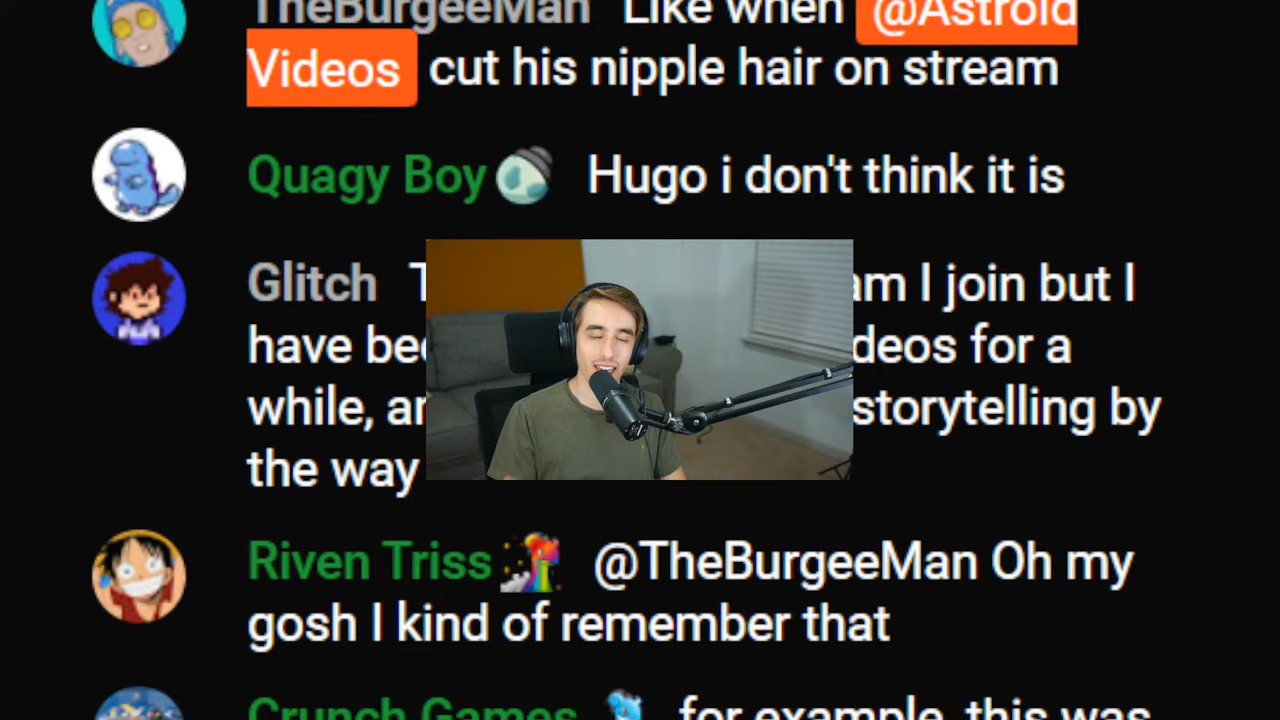 TheBurgeeMan Like when @Astroid
Videos cut his nipple hair on stream
Quagy Boy Hugo i don't think it is
Glitch am I join but I
have deos for a
while, storytelling by
the way
Riven Triss @TheBurgeeMan Oh my
gosh I kind of remember that
Crunch Games for example, this was